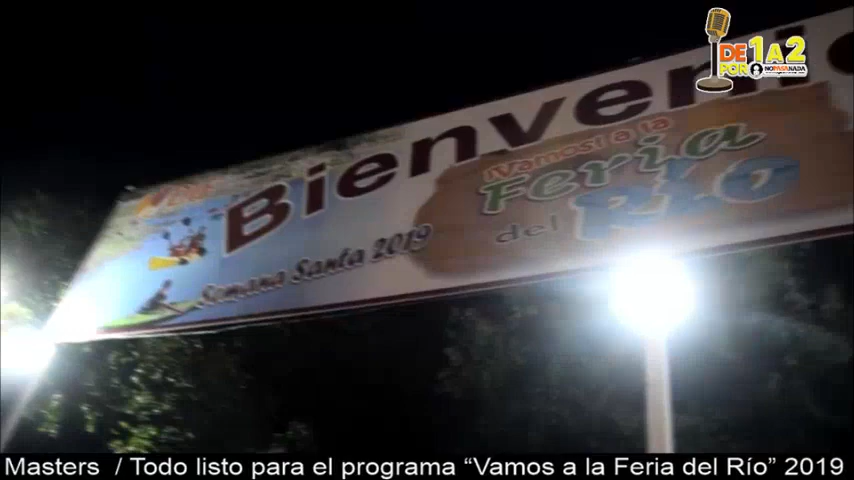 DE 1 A 2
POR NOPASANADA
Bienveni
¡Vamos! a la
Feria
del RÍO
Semana Santa 2019
Masters / Todo listo para el programa “Vamos a la Feria del Río” 2019